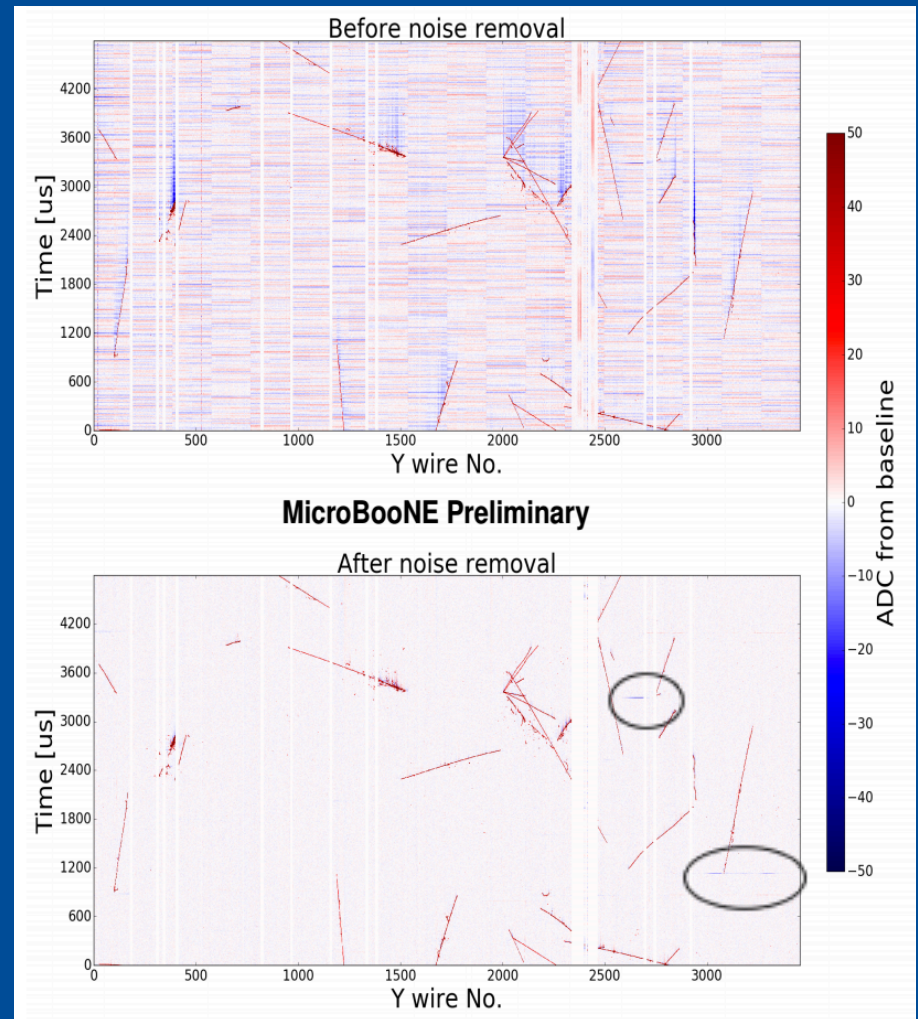 Before noise removal
Time [us]
4200
3600
3000
2400
1800
1200
600
0
0 500 1000 1500 2000 2500 3000
Y wire No.
MicroBooNE Preliminary
After noise removal
Time [us]
4200
3600
3000
2400
1800
1200
600
0
0 500 1000 1500 2000 2500 3000
Y wire No.
50
40
30
20
10
0
−10
−20
−30
−40
−50
ADC from baseline